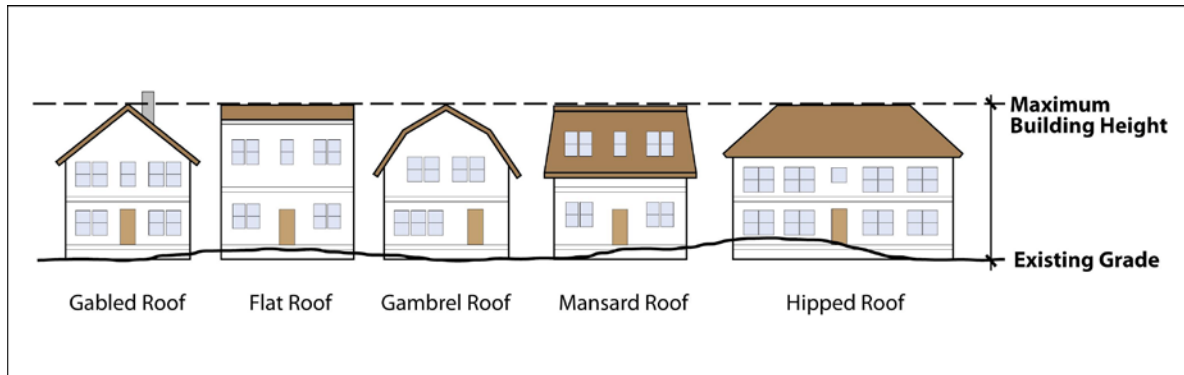 Maximum
Building Height
Existing Grade
Gabled Roof
Flat Roof
Gambrel Roof
Mansard Roof
Hipped Roof